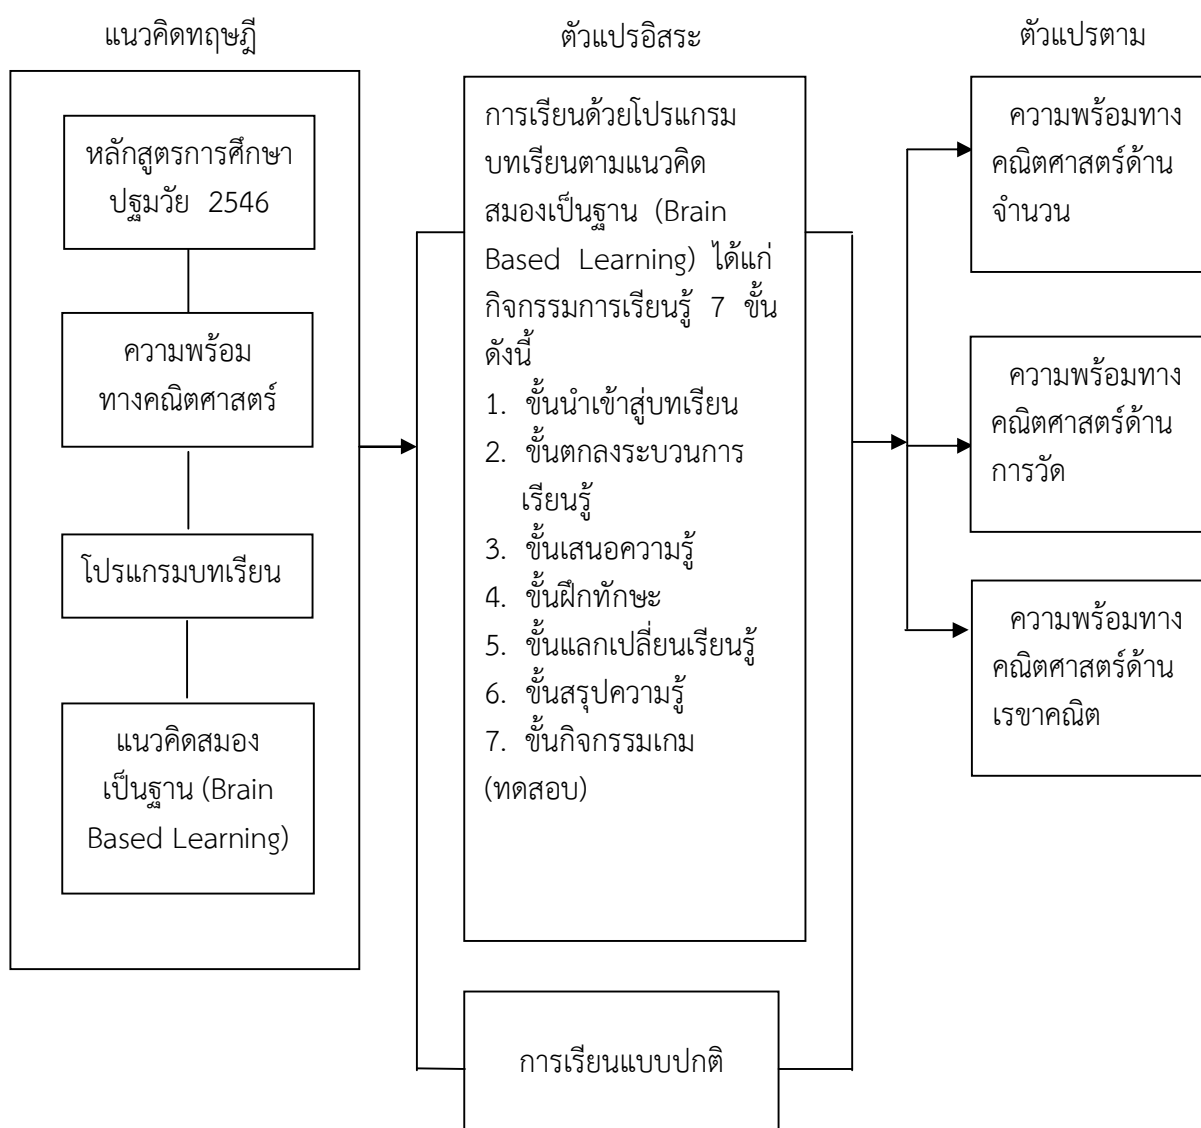 แนวคิดทฤษฎี
หลักสูตรการศึกษา
ปฐมวัย 2546
ความพร้อม
ทางคณิตศาสตร์
โปรแกรมบทเรียน
แนวคิดสมอง
เป็นฐาน (Brain
Based Learning)
ตัวแปรอิสระ
การเรียนด้วยโปรแกรม
บทเรียนตามแนวคิด
สมองเป็นฐาน (Brain
Based Learning) ได้แก่
กิจกรรมการเรียนรู้ 7 ขั้น
ดังนี้
1. ขั้นนำเข้าสู่บทเรียน
2. ขั้นตกลงระบวนการ
เรียนรู้
3. ขั้นเสนอความรู้
4. ขั้นฝึกทักษะ
5. ขั้นแลกเปลี่ยนเรียนรู้
6. ขั้นสรุปความรู้
7. ขั้นกิจกรรมเกม
(ทดสอบ)
การเรียนแบบปกติ
ตัวแปรตาม
ความพร้อมทาง
คณิตศาสตร์ด้าน
จำนวน
ความพร้อมทาง
คณิตศาสตร์ด้าน
การวัด
ความพร้อมทาง
คณิตศาสตร์ด้าน
เรขาคณิต